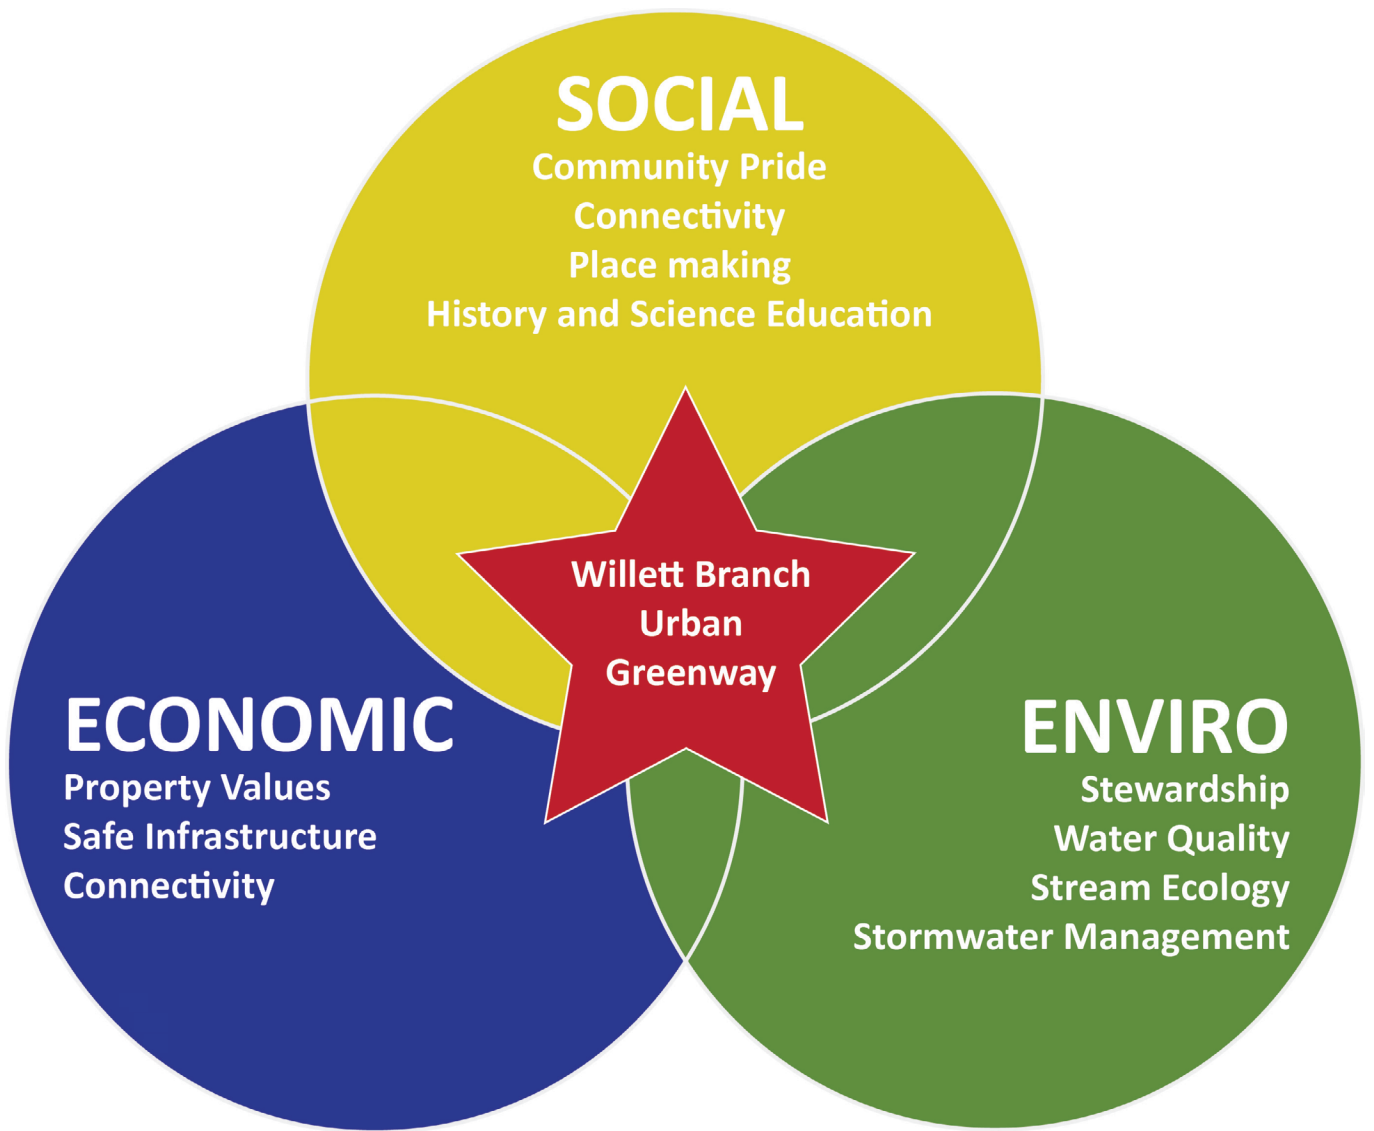 SOCIAL
Community Pride
Connectivity
Place making
History and Science Education
Willett Branch
Urban
Greenway
ECONOMIC
Property Values
Safe Infrastructure
Connectivity
ENVIRO
Stewardship
Water Quality
Stream Ecology
Stormwater Management